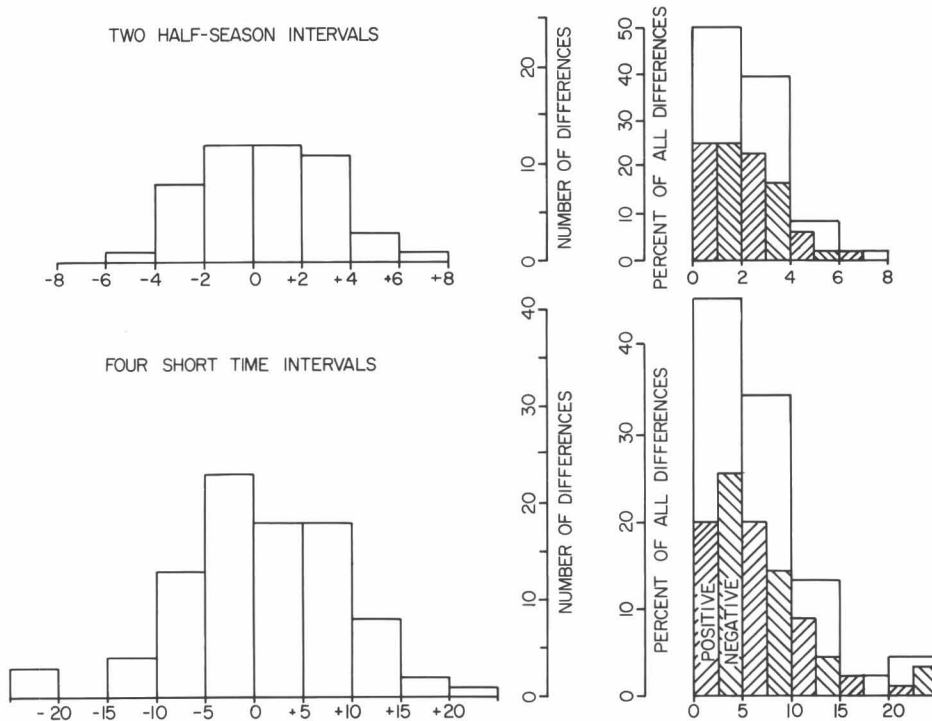 TWO HALF-SEASON INTERVALS
-8 -6 -4 -2 0 +2 +4 +6 +8
0 10 20
NUMBER OF DIFFERENCES
0 10 20 30 40 50
PERCENT OF ALL DIFFERENCES
0 2 4 6 8
FOUR SHORT TIME INTERVALS
-20 -15 -10 -5 0 +5 +10 +15 +20
0 10 20 30 40
NUMBER OF DIFFERENCES
0 10 20 30 40
PERCENT OF ALL DIFFERENCES
POSITIVE
NEGATIVE
0 5 10 15 20